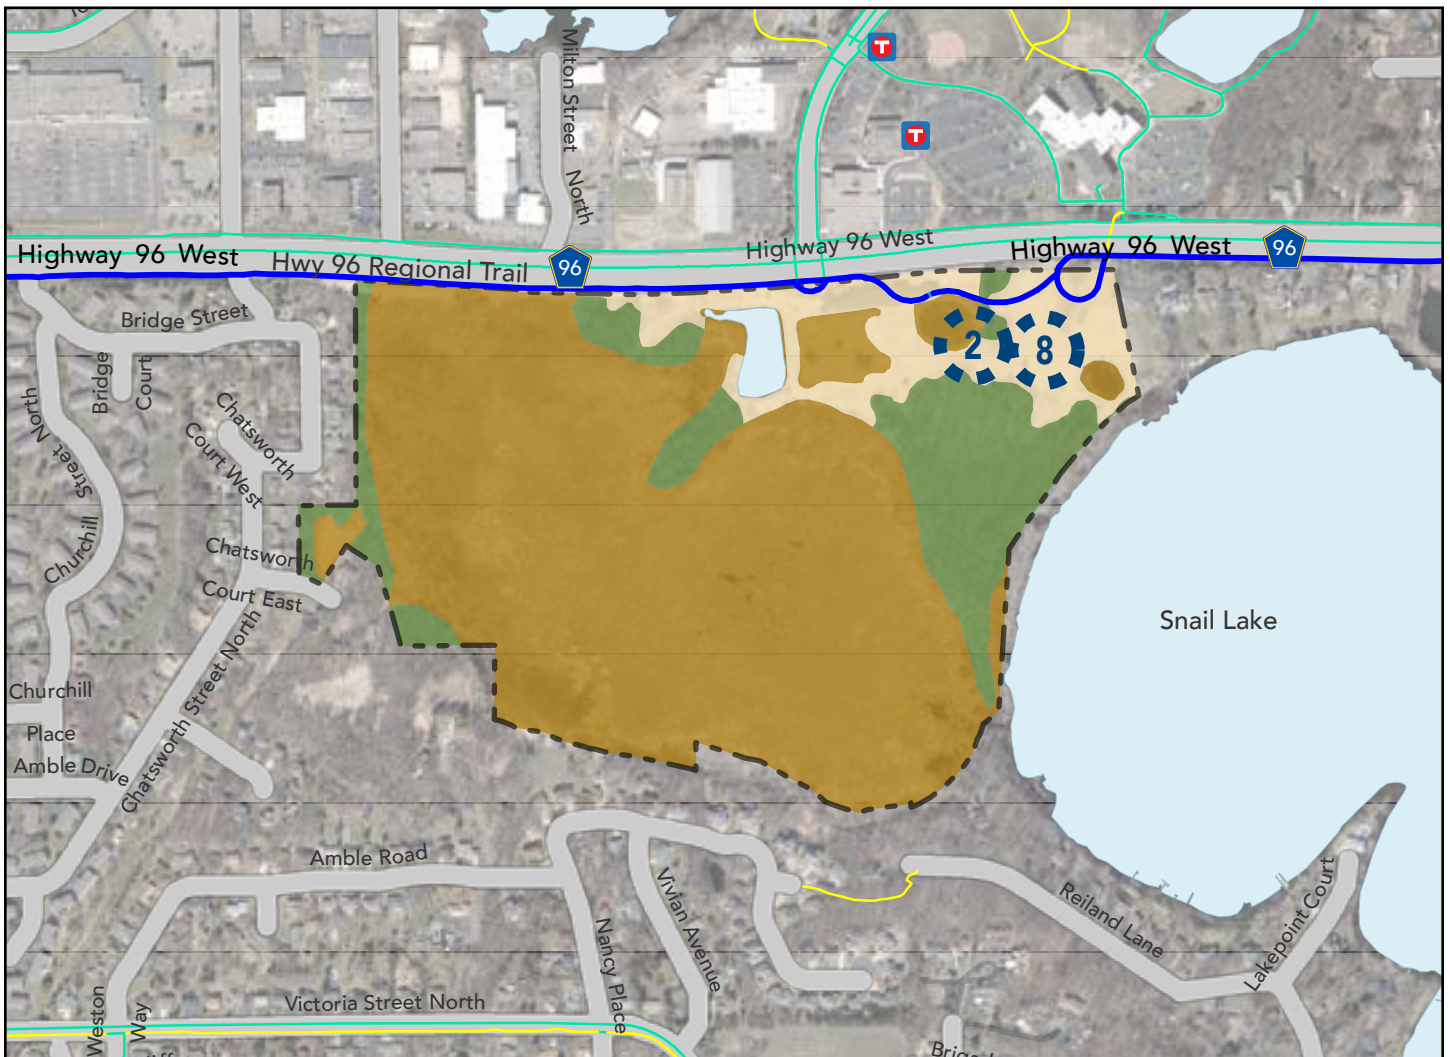 Milton Street
North
T
T
Highway 96 West
Hwy 96 Regional Trail
96
Highway 96 West
Highway 96 West
96
Bridge Street
Bridge
Court
Chatsworth
Court West
North
Street
Churchill
Chatsworth
Court East
2
8
Snail Lake
Chatsworth Street North
Churchill
Place
Amble Drive
Amble Road
Vivian Avenue
Nancy Place
Reiland Lane
Lakepoint Court
Victoria Street North
Weston
Way